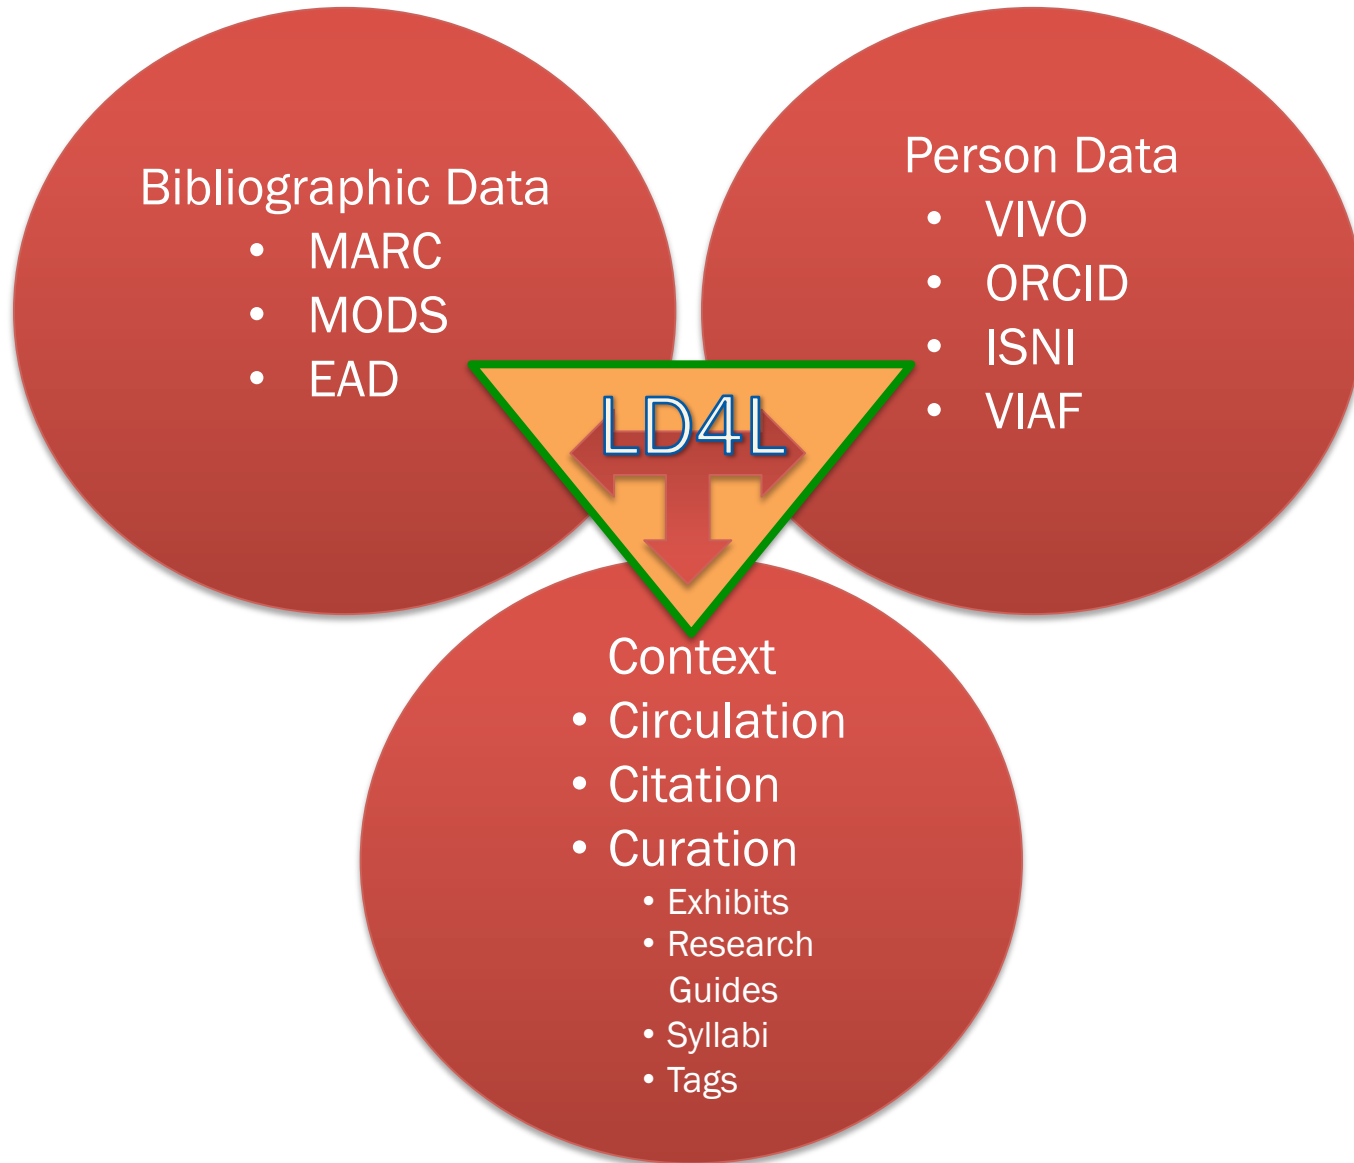 Bibliographic Data
• MARC
• MODS
• EAD
Person Data
• VIVO
• ORCID
• ISNI
• VIAF
LD4L
Context
• Circulation
• Citation
• Curation
• Exhibits
• Research
Guides
• Syllabi
• Tags